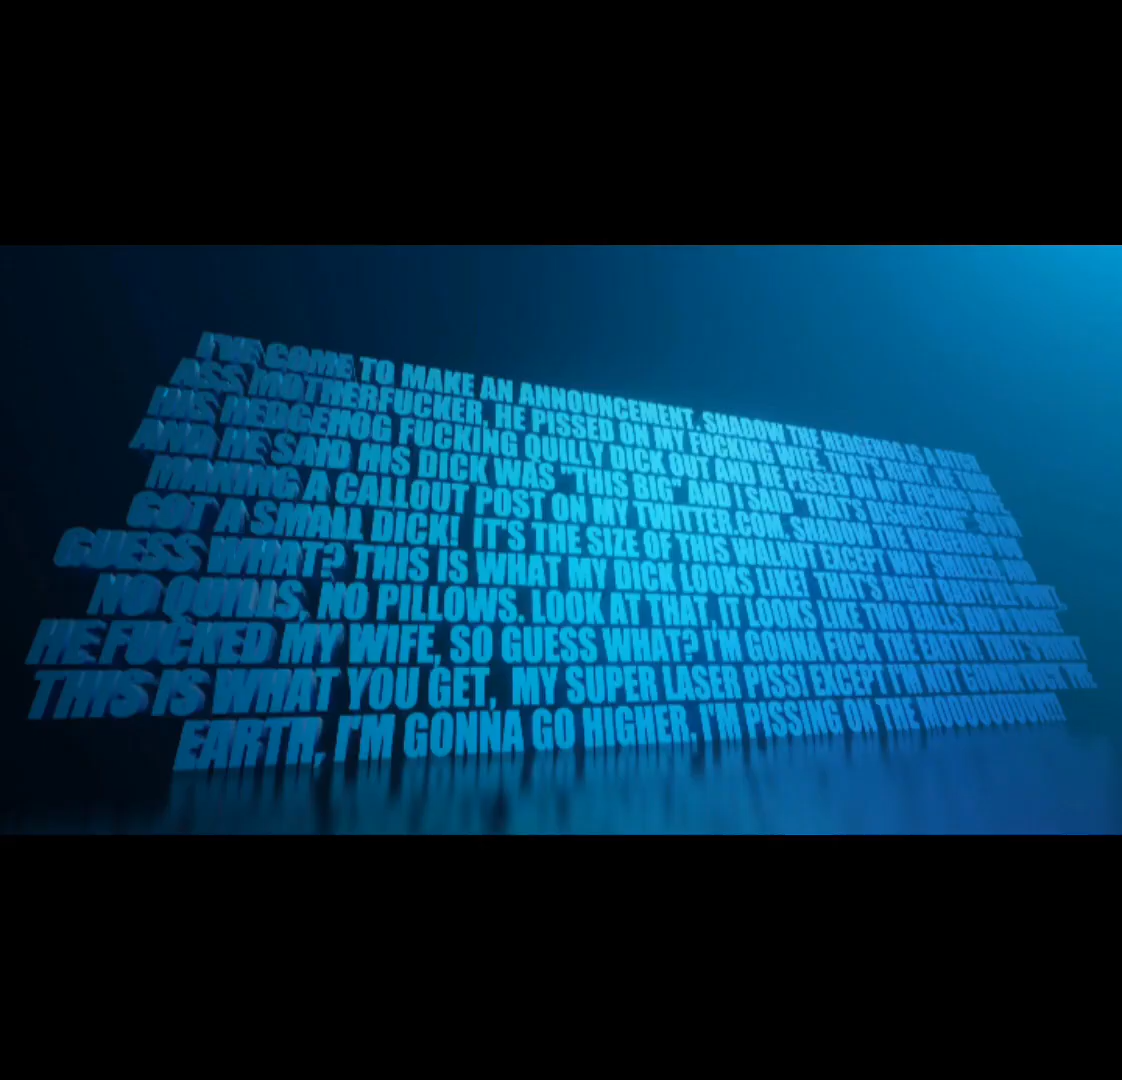 I'VE COME TO MAKE AN ANNOUNCEMENT. SHADOW THE HEDGEHOG IS A BITCH
ASS MOTHERFUCKER, HE PISSED ON MY FUCKING WIFE. THAT'S RIGHT, HE TOOK
HIS HEDGEHOG FUCKING QUILLY DICK OUT AND HE PISSED ON MY FUCKING
AND HE SAID HIS DICK WAS "THIS BIG" AND I SAID "THAT'S DISGUSTING", SO I'M
MAKING A CALLOUT POST ON MY TWITTER.COM. SHADOW THE HEDGEHOG YOU
GOT A SMALL DICK! IT'S THE SIZE OF THIS WALNUT EXCEPT WAY SMALLER, AND
GUESS WHAT? THIS IS WHAT MY DICK LOOKS LIKE! THAT'S RIGHT BABY, ALL POINT,
NO QUILLS, NO PILLOWS. LOOK AT THAT, IT LOOKS LIKE TWO BALLS AND A BONG.
HE FUCKED MY WIFE, SO GUESS WHAT? I'M GONNA FUCK THE EARTH! THAT'S RIGHT,
THIS IS WHAT YOU GET, MY SUPER LASER PISS! EXCEPT I'M NOT GONNA FUCK THE
EARTH, I'M GONNA GO HIGHER, I'M PISSING ON THE